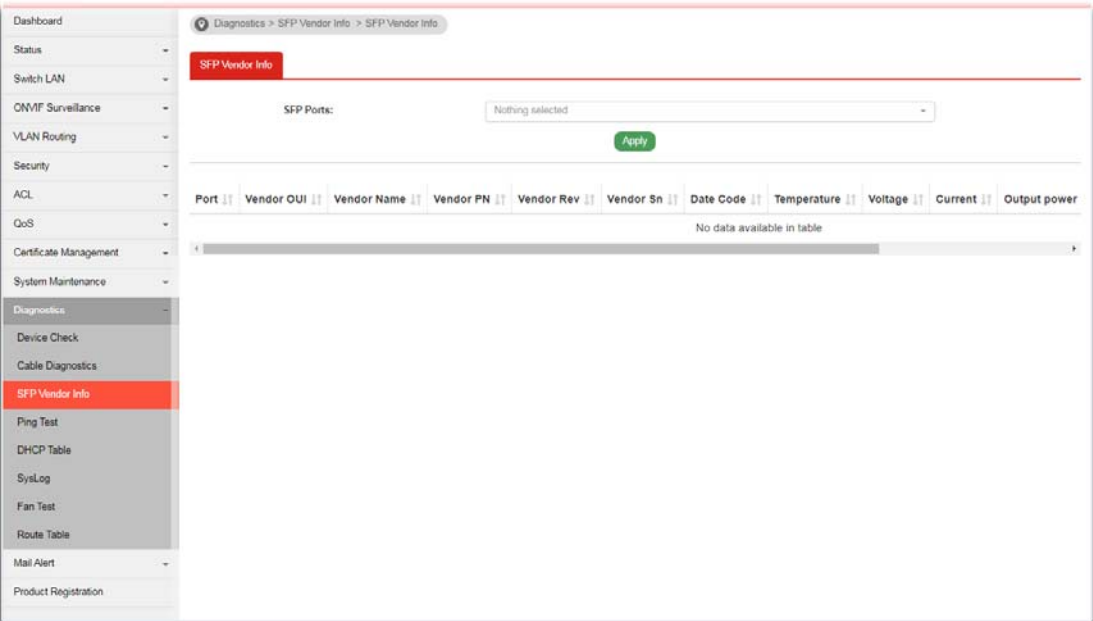 Dashboard
Status
Switch LAN
ONVIF Surveillance
VLAN Routing
Security
ACL
QoS
Certificate Management
System Maintenance
Diagnostics
Device Check
Cable Diagnostics
SFP Vendor Info
Ping Test
DHCP Table
SysLog
Fan Test
Route Table
Mail Alert
Product Registration
Diagnostics > SFP Vendor Info > SFP Vendor Info
SFP Vendor Info
SFP Ports:
Nothing selected
Apply
Port Vendor OUI Vendor Name Vendor PN Vendor Rev Vendor Sn Date Code Temperature Voltage Current Output power
No data available in table